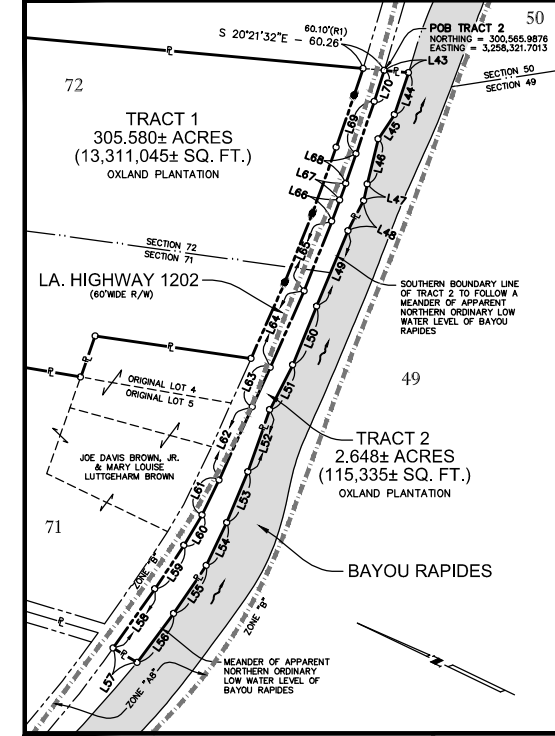 50
60.10'(R1)
S 20°21'32"E - 60.26'
POB TRACT 2
NORTHING = 300,565.9876
EASTING = 3,258,321.7013
L43
SECTION 50
SECTION 49
72
TRACT 1
305.580± ACRES
(13,311,045± SQ. FT.)
OXLAND PLANTATION
L70
L44
L69
L45
L68
L46
L67
L66
L47
L48
L65
SECTION 72
SECTION 71
LA. HIGHWAY 1202
(60'WIDE R/W)
L49
L64
SOUTHERN BOUNDARY LINE
OF TRACT 2 TO FOLLOW A
MEANDER OF APPARENT
NORTHERN ORDINARY LOW
WATER LEVEL OF BAYOU
RAPIDES
L50
49
L63
L51
ORIGINAL LOT 4
ORIGINAL LOT 5
L62
L52
TRACT 2
2.648± ACRES
(115,335± SQ. FT.)
OXLAND PLANTATION
JOE DAVIS BROWN, JR.
& MARY LOUISE
LUTTGEHARM BROWN
L61
L53
71
L60
L54
ZONE "B"
L59
BAYOU RAPIDES
L55
L58
ZONE "B"
L56
L57
MEANDER OF APPARENT
NORTHERN ORDINARY
LOW WATER LEVEL OF
BAYOU RAPIDES
ZONE "A8"
N